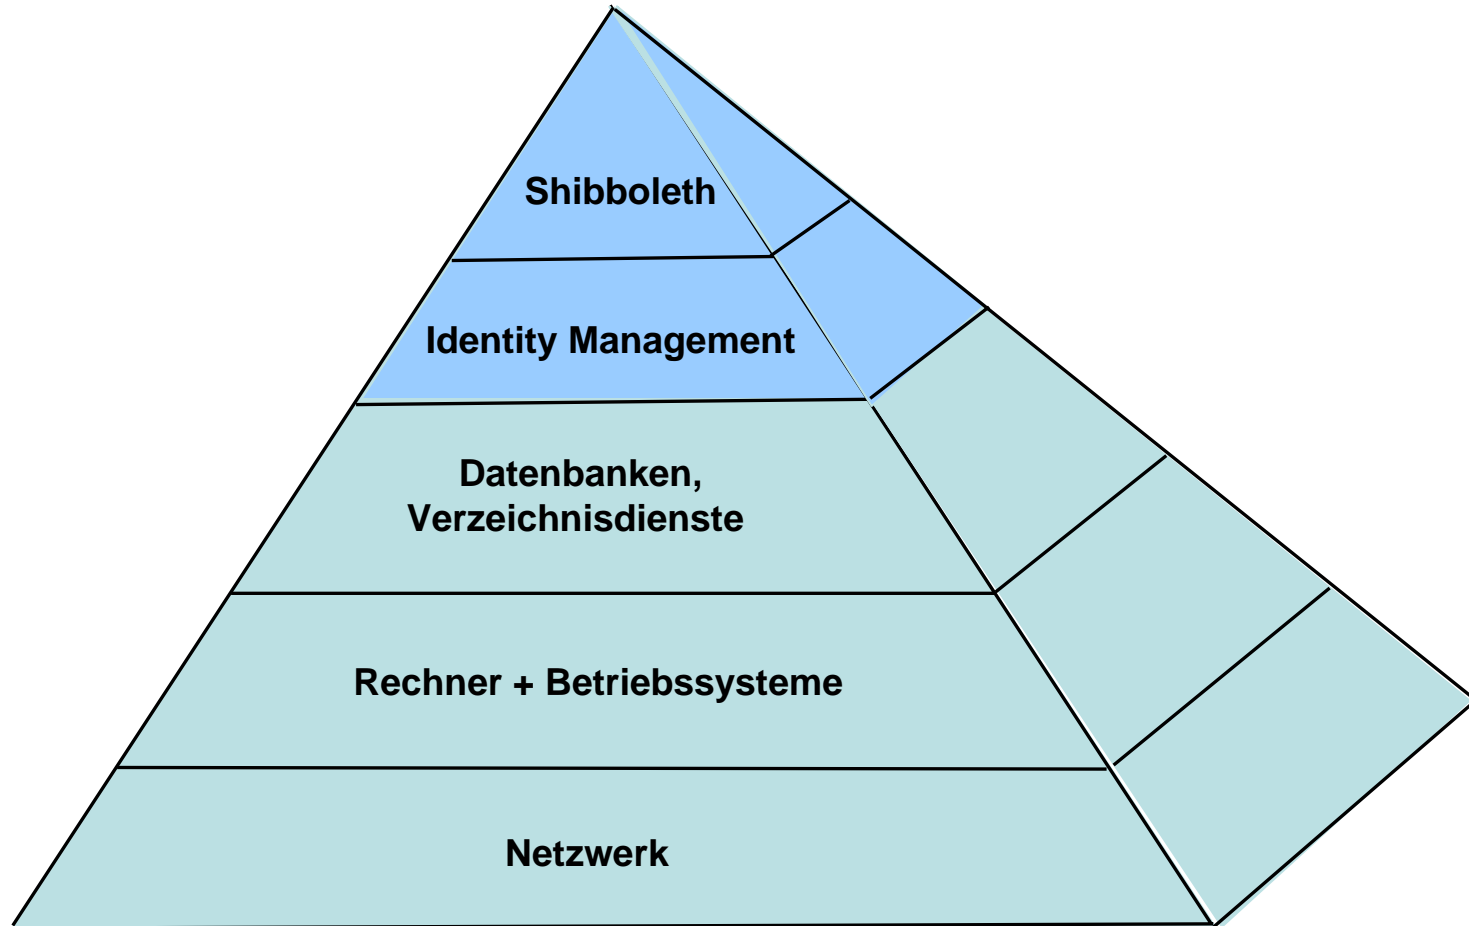 Shibboleth
Identity Management
Datenbanken,
Verzeichnisdienste
Rechner + Betriebssysteme
Netzwerk